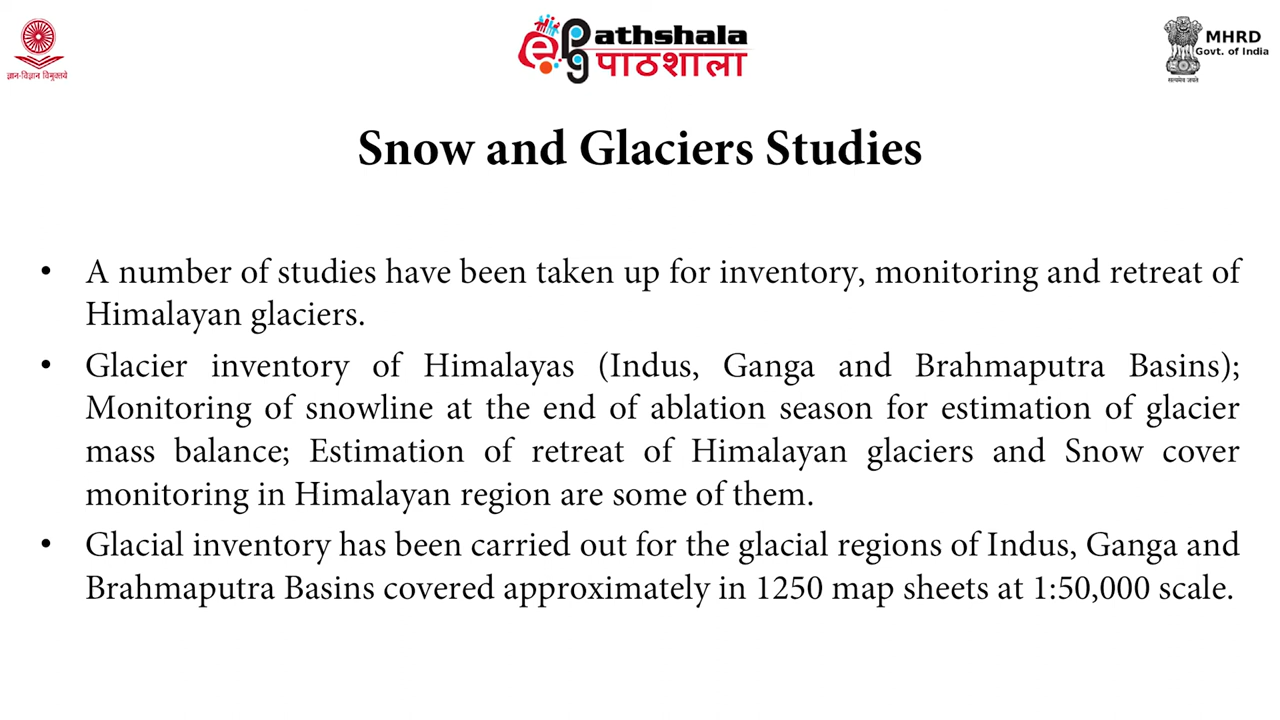 ज्ञान-विज्ञान विमुक्तये
ePg Pathshala
पाठशाला
MHRD
Govt. of India
सत्यमेव जयते
Snow and Glaciers Studies
• A number of studies have been taken up for inventory, monitoring and retreat of
Himalayan glaciers.
• Glacier inventory of Himalayas (Indus, Ganga and Brahmaputra Basins);
Monitoring of snowline at the end of ablation season for estimation of glacier
mass balance; Estimation of retreat of Himalayan glaciers and Snow cover
monitoring in Himalayan region are some of them.
• Glacial inventory has been carried out for the glacial regions of Indus, Ganga and
Brahmaputra Basins covered approximately in 1250 map sheets at 1:50,000 scale.